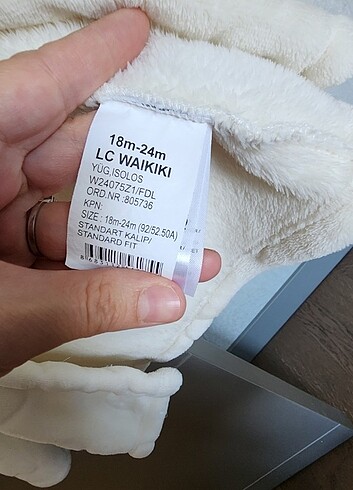 18m-24m
LC WAIKIKI
YÜG,ISOLOS
W24075Z1/FDL
ORD.NR :805736
KPN:
SIZE : 18m-24m (92/52.50A)
STANDART KALIP/
STANDARD FIT